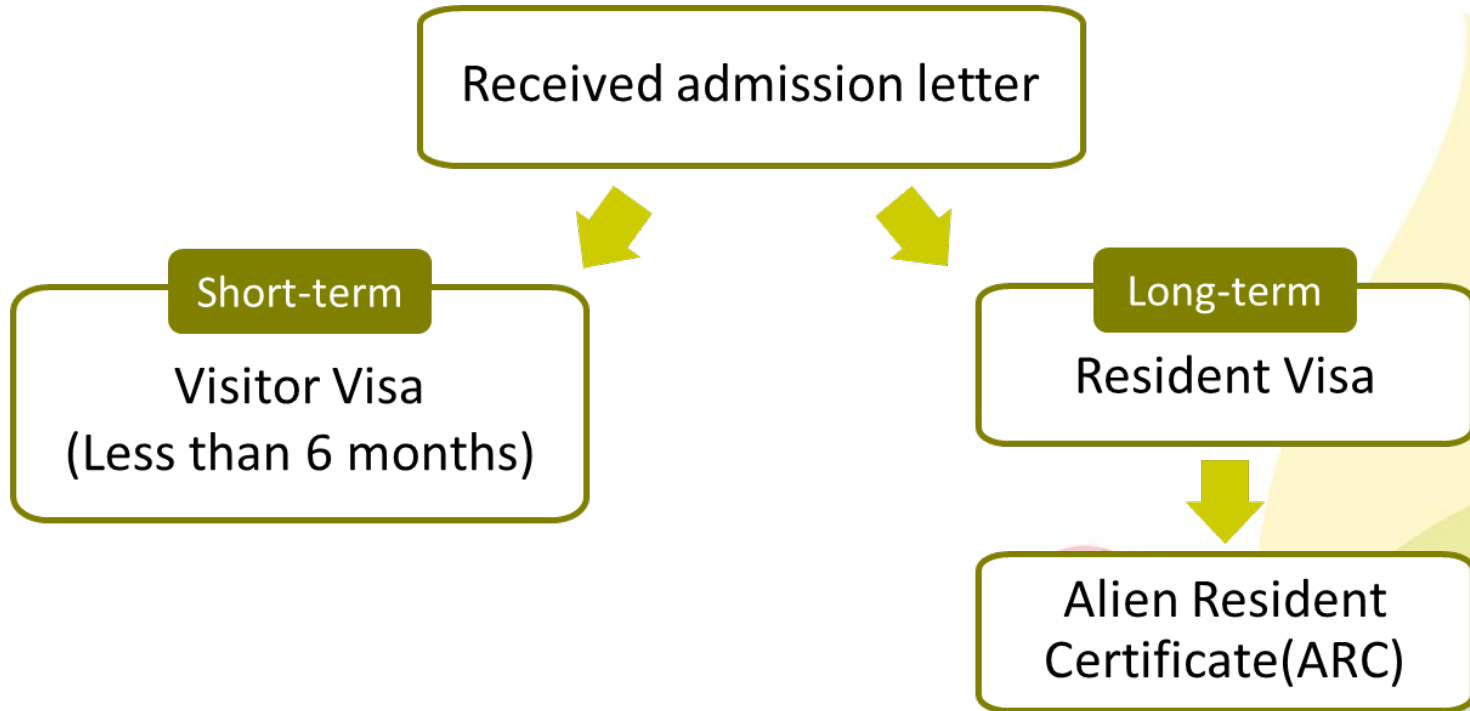 Received admission letter
Short-term
Visitor Visa
(Less than 6 months)
Long-term
Resident Visa
Alien Resident
Certificate(ARC)